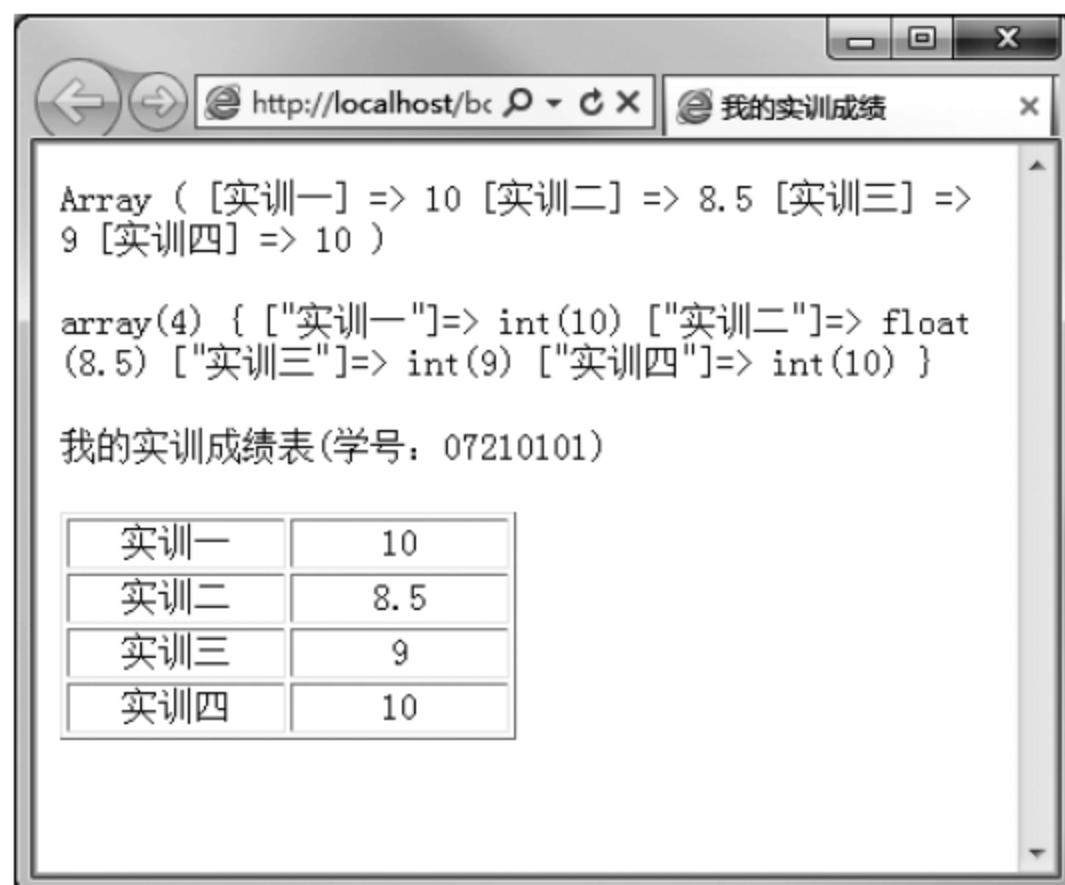 http://localhost/bc
我的实训成绩
Array ( [实训一] => 10 [实训二] => 8.5 [实训三] =>
9 [实训四] => 10 )
array(4) { ["实训一"]=> int(10) ["实训二"]=> float
(8.5) ["实训三"]=> int(9) ["实训四"]=> int(10) }
我的实训成绩表(学号：07210101)
实训一 10
实训二 8.5
实训三 9
实训四 10